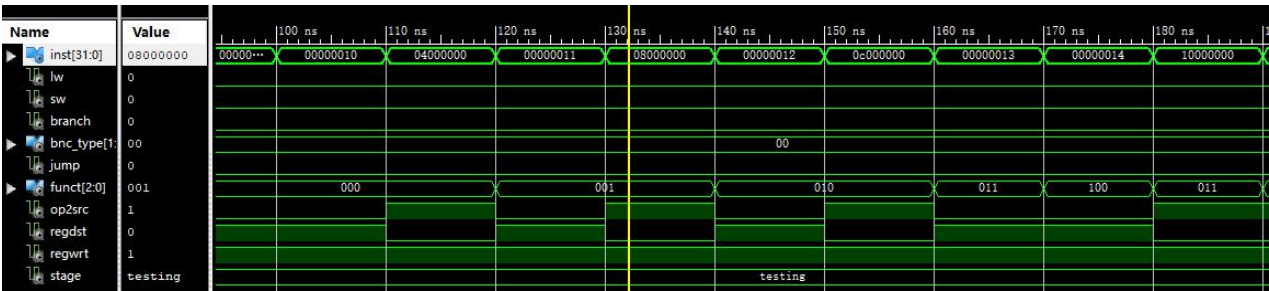 Name Value 100 ns 110 ns 120 ns 130 ns 140 ns 150 ns 160 ns 170 ns 180 ns
inst[31:0] 08000000 00000... 00000010 04000000 00000011 08000000 00000012 0c000000 00000013 00000014 10000000
lw 0
sw 0
branch 0
bnc_type[1: 00 00
jump 0
funct[2:0] 001 000 001 010 011 100 011
op2src 1
regdst 0
regwrt 1
stage testing testing